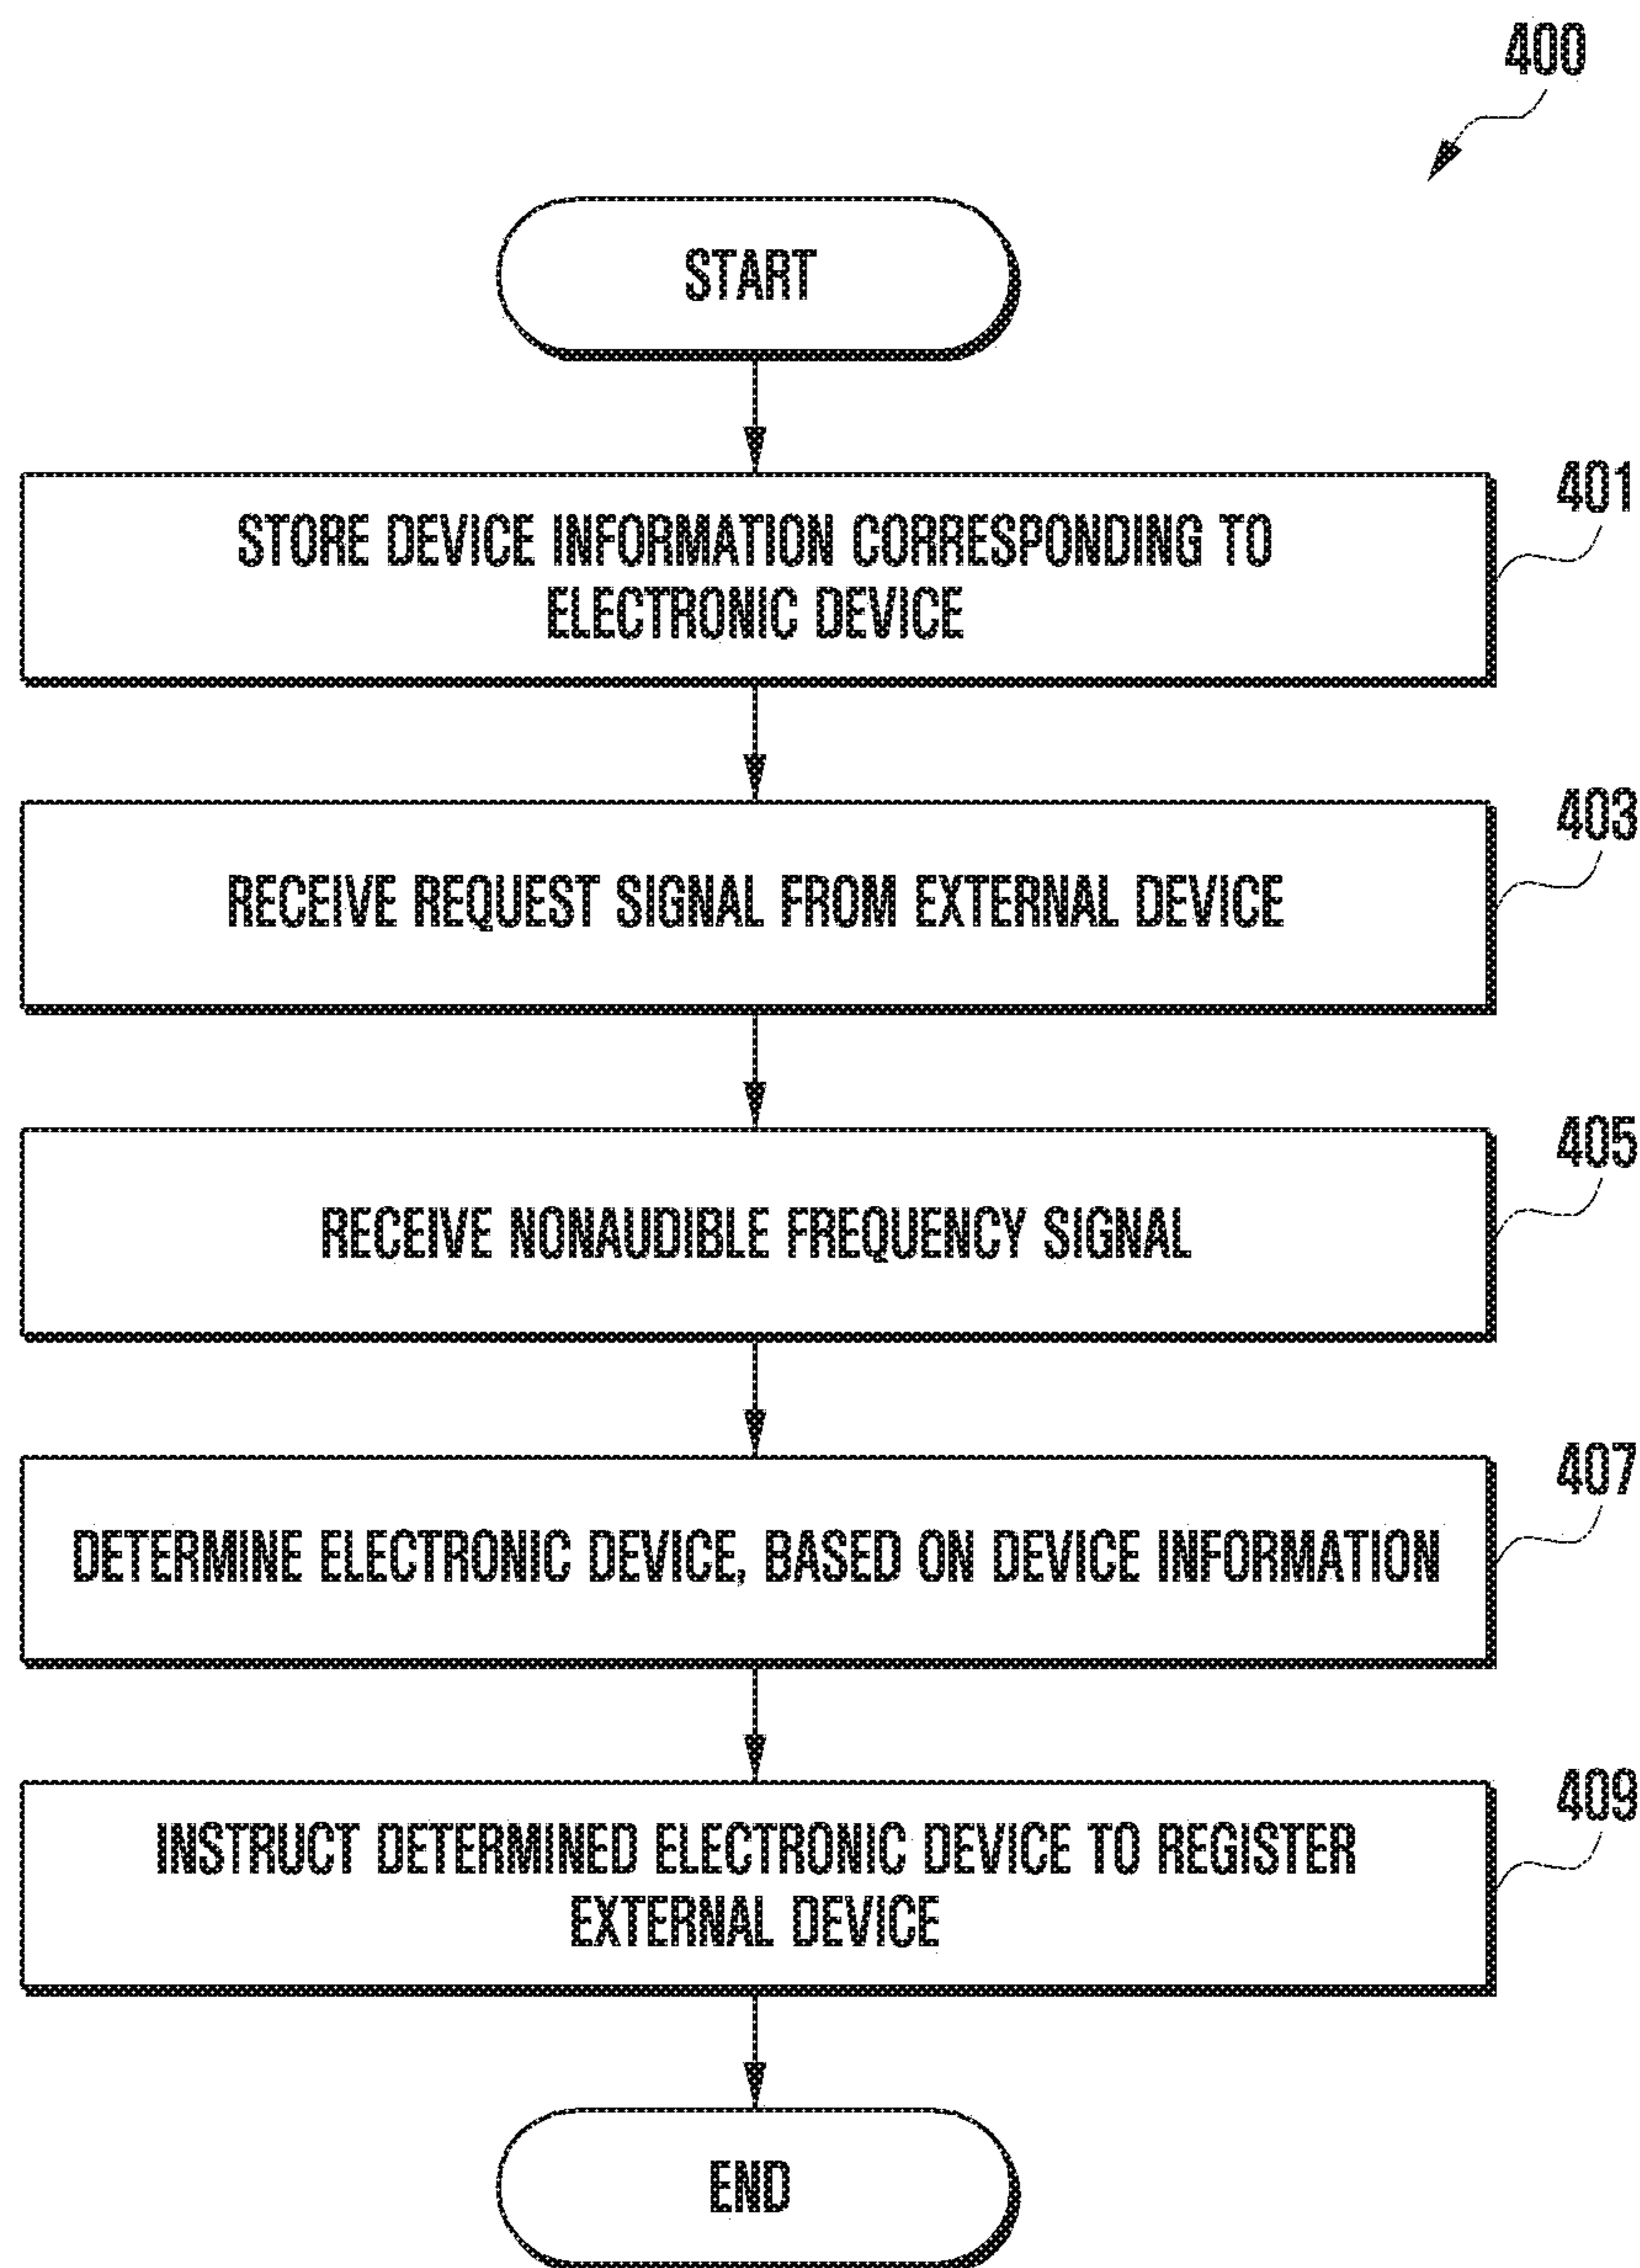 400
START
401
STORE DEVICE INFORMATION CORRESPONDING TO
ELECTRONIC DEVICE
403
RECEIVE REQUEST SIGNAL FROM EXTERNAL DEVICE
405
RECEIVE NONAUDIBLE FREQUENCY SIGNAL
407
DETERMINE ELECTRONIC DEVICE, BASED ON DEVICE INFORMATION
409
INSTRUCT DETERMINED ELECTRONIC DEVICE TO REGISTER
EXTERNAL DEVICE
END